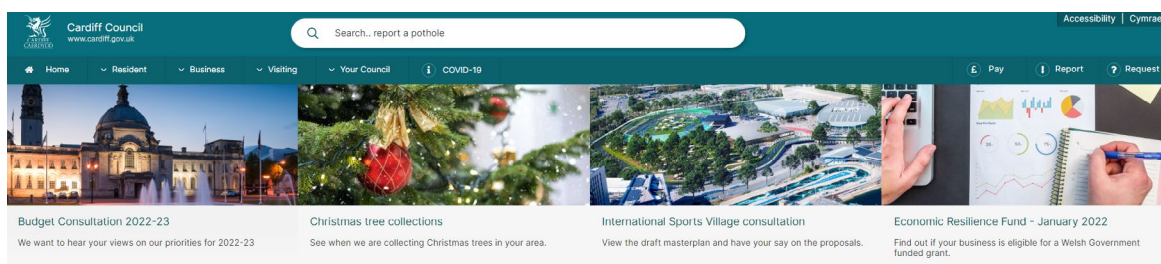 Accessibility | Cymrae
Cardiff Council
www.cardiff.gov.uk
CARDIFF
CAERDYDD
Search.. report a pothole
Home Resident Business Visiting Your Council COVID-19 £ Pay Report ? Request
Budget Consultation 2022-23
We want to hear your views on our priorities for 2022-23
Christmas tree collections
See when we are collecting Christmas trees in your area.
International Sports Village consultation
View the draft masterplan and have your say on the proposals.
Economic Resilience Fund - January 2022
Find out if your business is eligible for a Welsh Government
funded grant.